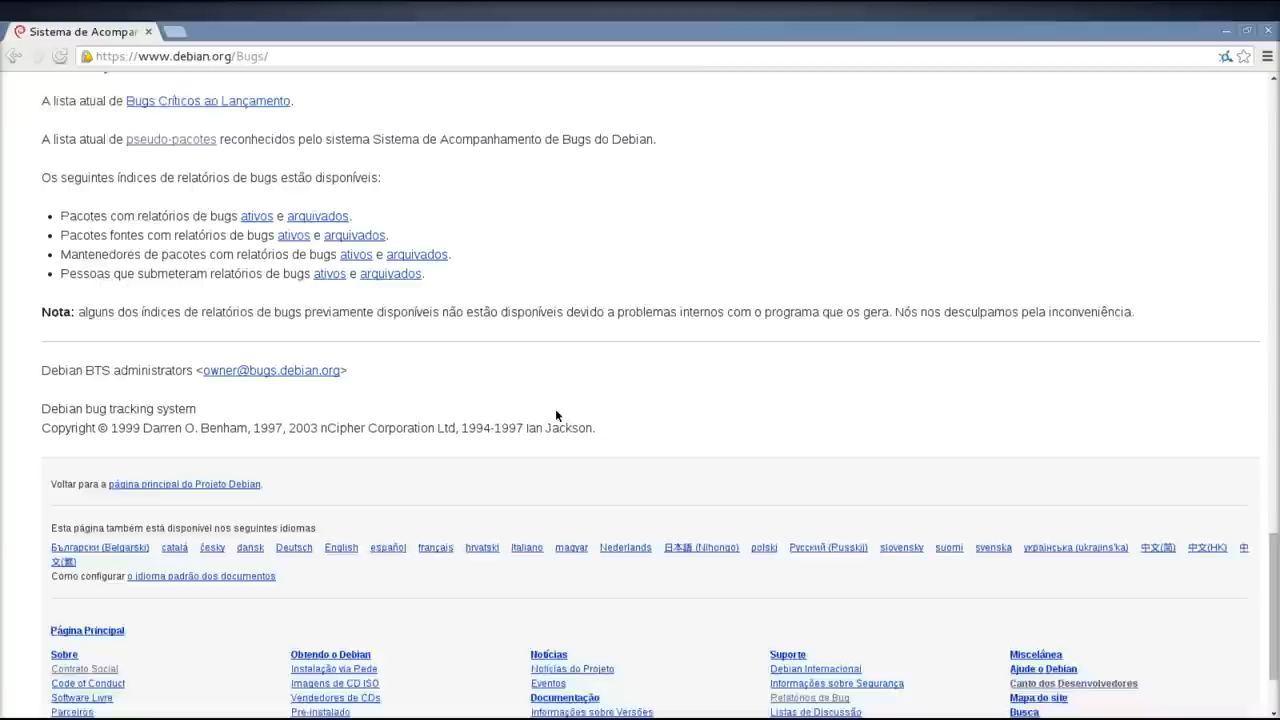 Sistema de Acompa
https://www.debian.org/Bugs/
A lista atual de Bugs Críticos ao Lançamento.
A lista atual de pseudo-pacotes reconhecidos pelo sistema Sistema de Acompanhamento de Bugs do Debian.
Os seguintes índices de relatórios de bugs estão disponíveis:
Pacotes com relatórios de bugs ativos e arquivados.
Pacotes fontes com relatórios de bugs ativos e arquivados.
Mantenedores de pacotes com relatórios de bugs ativos e arquivados.
Pessoas que submeteram relatórios de bugs ativos e arquivados.
Nota: alguns dos índices de relatórios de bugs previamente disponíveis não estão disponíveis devido a problemas internos com o programa que os gera. Nós nos desculpamos pela inconveniência.
Debian BTS administrators <owner@bugs.debian.org>
Debian bug tracking system
Copyright © 1999 Darren O. Benham, 1997, 2003 nCipher Corporation Ltd, 1994-1997 Ian Jackson.
Voltar para a página principal do Projeto Debian.
Esta página também está disponível nos seguintes idiomas
Български (Bəlgarski) català česky dansk Deutsch English español français hrvatski Italiano magyar Nederlands 日本語 (Nihongo) polski Русский (Russkij) slovensky suomi svenska українська (ukrajins'ka) 中文(简) 中文(HK) 中
文(繁)
Como configurar o idioma padrão dos documentos
Página Principal
Sobre Obtendo o Debian Notícias Suporte Miscelânea
Contrato Social Instalação via Rede Notícias do Projeto Debian Internacional Ajude o Debian
Code of Conduct Imagens de CD ISO Eventos Informações sobre Segurança Canto dos Desenvolvedores
Software Livre Vendedores de CDs Documentação Relatórios de Bug Mapa do site
Parceiros Pré-instalado Informações sobre Versões Listas de Discussão Busca